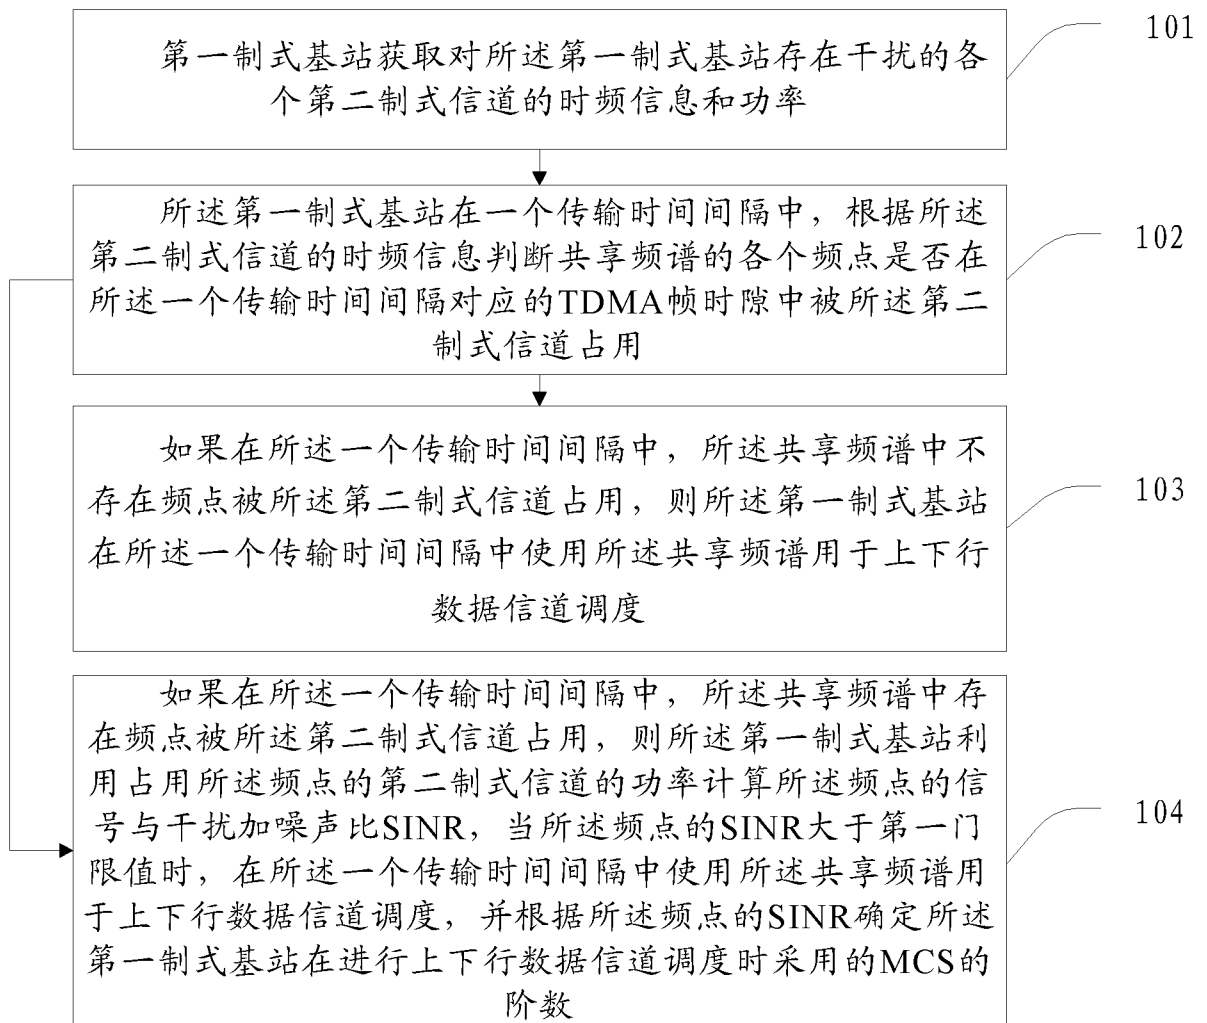 第一制式基站获取对所述第一制式基站存在干扰的各
个第二制式信道的时频信息和功率
101
所述第一制式基站在一个传输时间间隔中，根据所述
第二制式信道的时频信息判断共享频谱的各个频点是否在
所述一个传输时间间隔对应的TDMA帧时隙中被所述第二
制式信道占用
102
如果在所述一个传输时间间隔中，所述共享频谱中不
存在频点被所述第二制式信道占用，则所述第一制式基站
在所述一个传输时间间隔中使用所述共享频谱用于上下行
数据信道调度
103
如果在所述一个传输时间间隔中，所述共享频谱中存
在频点被所述第二制式信道占用，则所述第一制式基站利
用占用所述频点的第二制式信道的功率计算所述频点的信
号与干扰加噪声比SINR，当所述频点的SINR大于第一门
限值时，在所述一个传输时间间隔中使用所述共享频谱用
于上下行数据信道调度，并根据所述频点的SINR确定所述
第一制式基站在进行上下行数据信道调度时采用的MCS的
阶数
104